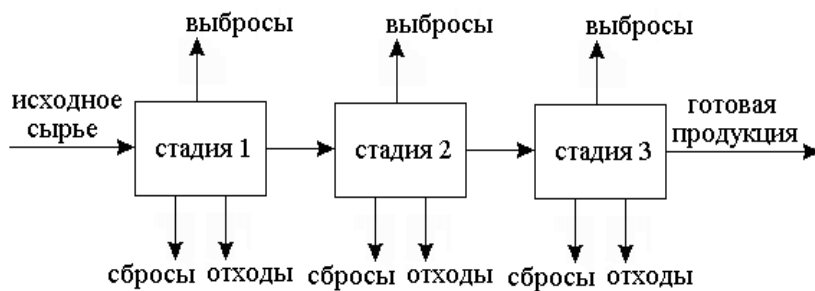 выбросы выбросы выбросы
исходное
сырье
готовая
продукция
стадия 1 стадия 2 стадия 3
сбросы отходы сбросы отходы сбросы отходы